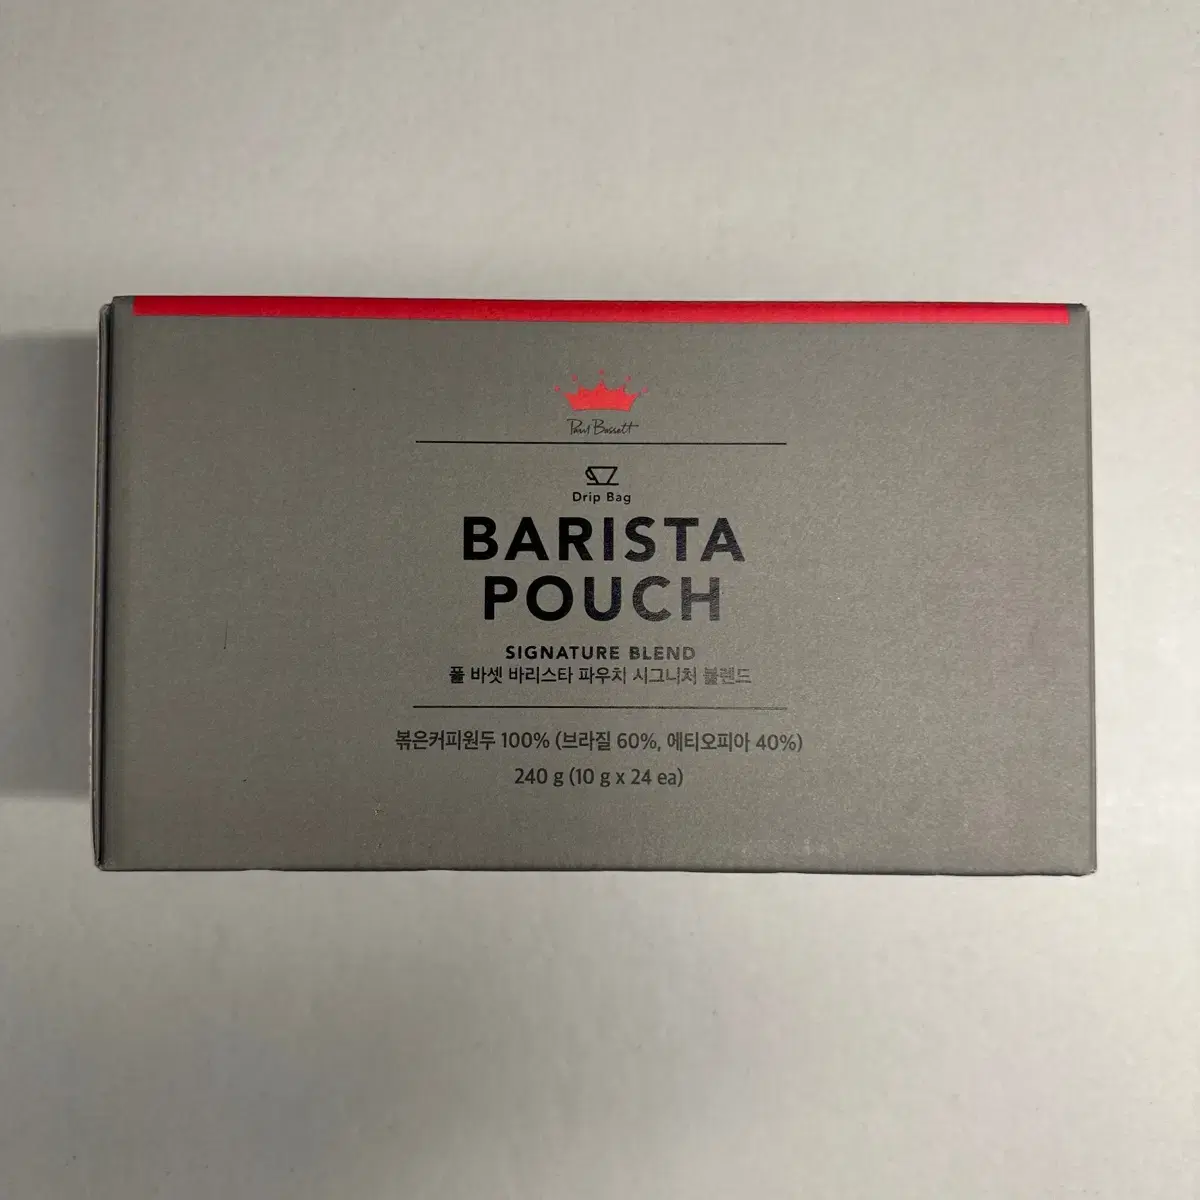 Paul Bassett
Drip Bag
BARISTA
POUCH
SIGNATURE BLEND
폴 바셋 바리스타 파우치 시그니처 블렌드
볶은커피원두 100% (브라질 60%, 에티오피아 40%)
240 g (10 g x 24 ea)